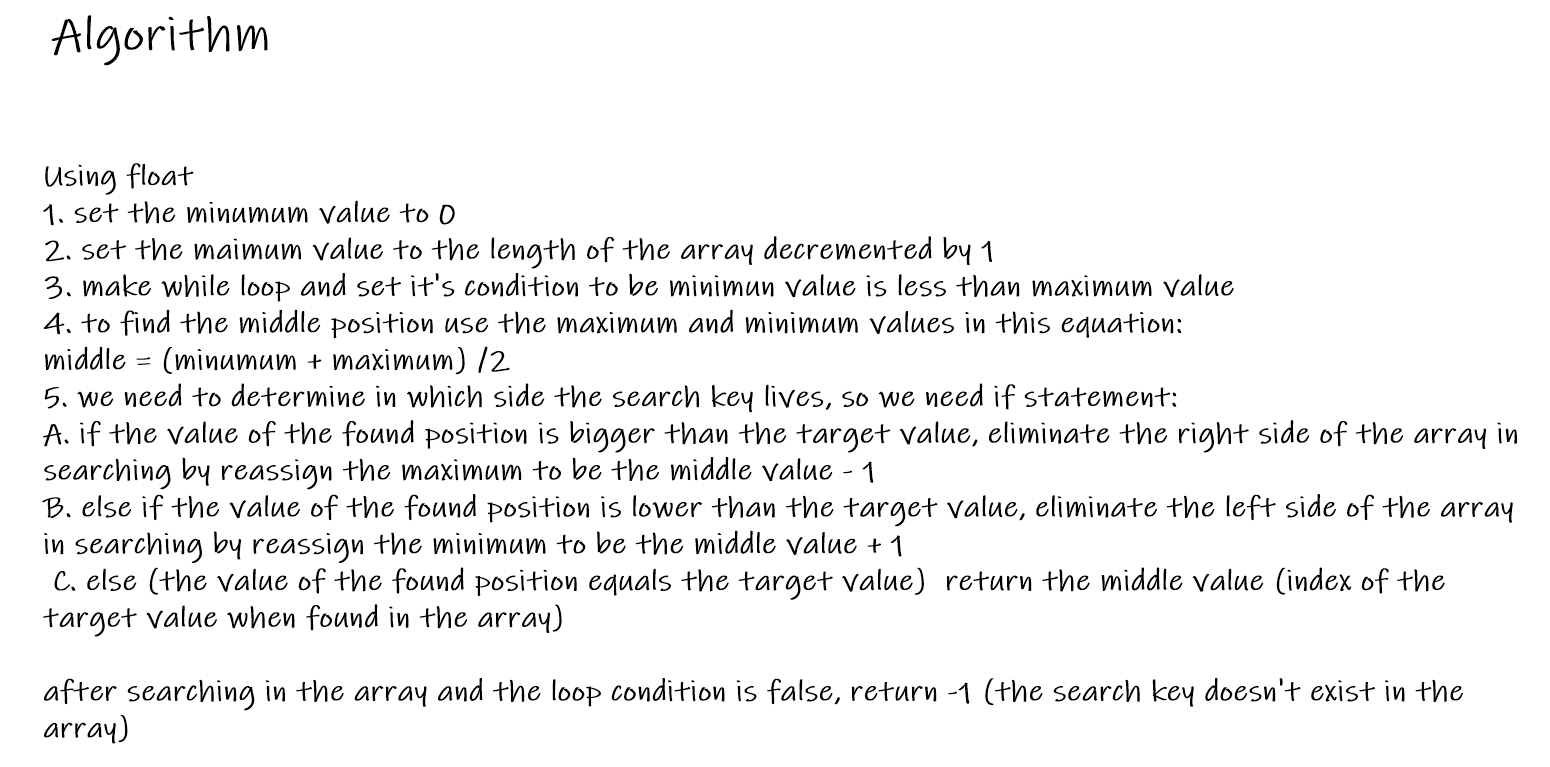 Algorithm
Using float
1. set the minumum value to 0
2. set the maimum value to the length of the array decremented by 1
3. make while loop and set it's condition to be minimun value is less than maximum value
4. to find the middle position use the maximum and minimum values in this equation:
middle = (minumum + maximum) /2
5. we need to determine in which side the search key lives, so we need if statement:
A. if the value of the found position is bigger than the target value, eliminate the right side of the array in
searching by reassign the maximum to be the middle value - 1
B. else if the value of the found position is lower than the target value, eliminate the left side of the array
in searching by reassign the minimum to be the middle value + 1
C. else (the value of the found position equals the target value) return the middle value (index of the
target value when found in the array)
after searching in the array and the loop condition is false, return -1 (the search key doesn't exist in the
array)